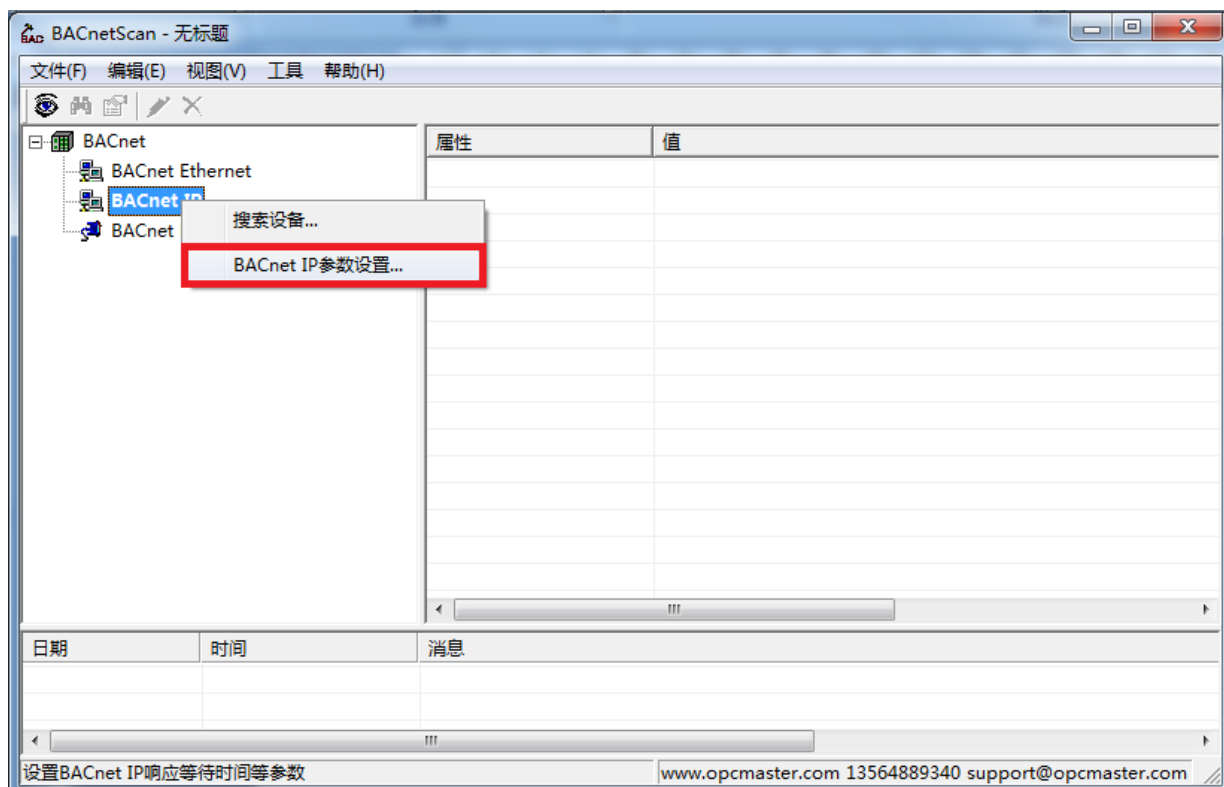 BACnetScan - 无标题
文件(F) 编辑(E) 视图(V) 工具 帮助(H)
BACnet
属性 值
BACnet Ethernet
BACnet IP
搜索设备...
BACnet
BACnet IP参数设置...
日期 时间 消息
设置BACnet IP响应等待时间等参数 www.opcmaster.com 13564889340 support@opcmaster.com